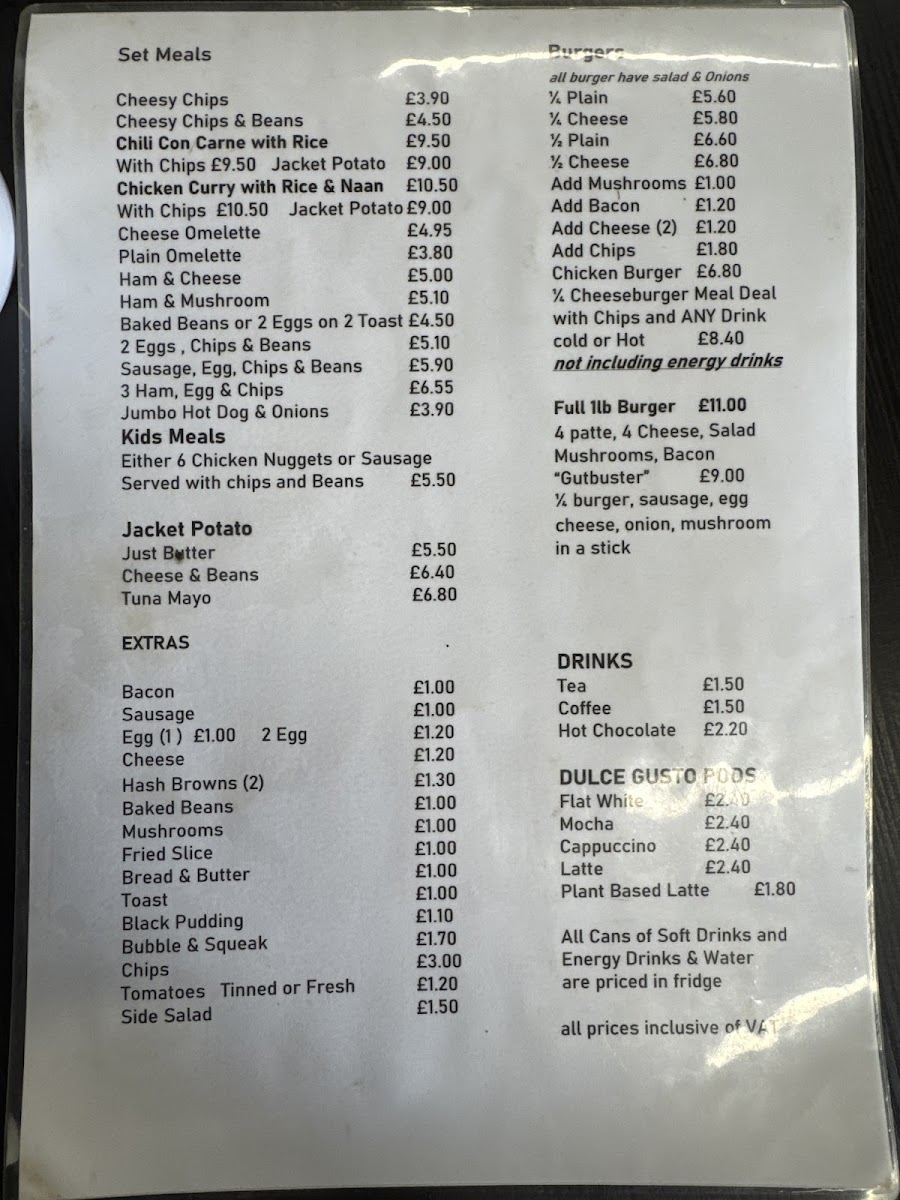 Set Meals
Cheesy Chips £3.90
Cheesy Chips & Beans £4.50
Chili Con Carne with Rice £9.50
With Chips £9.50 Jacket Potato £9.00
Chicken Curry with Rice & Naan £10.50
With Chips £10.50 Jacket Potato £9.00
Cheese Omelette £4.95
Plain Omelette £3.80
Ham & Cheese £5.00
Ham & Mushroom £5.10
Baked Beans or 2 Eggs on 2 Toast £4.50
2 Eggs , Chips & Beans £5.10
Sausage, Egg, Chips & Beans £5.90
3 Ham, Egg & Chips £6.55
Jumbo Hot Dog & Onions £3.90
Kids Meals
Either 6 Chicken Nuggets or Sausage
Served with chips and Beans £5.50
Jacket Potato
Just Butter £5.50
Cheese & Beans £6.40
Tuna Mayo £6.80
EXTRAS
Bacon £1.00
Sausage £1.00
Egg (1) £1.00 2 Egg £1.20
Cheese £1.20
Hash Browns (2) £1.30
Baked Beans £1.00
Mushrooms £1.00
Fried Slice £1.00
Bread & Butter £1.00
Toast £1.00
Black Pudding £1.10
Bubble & Squeak £1.70
Chips £3.00
Tomatoes Tinned or Fresh £1.20
Side Salad £1.50
Burgers
all burger have salad & Onions
¼ Plain £5.60
¼ Cheese £5.80
½ Plain £6.60
½ Cheese £6.80
Add Mushrooms £1.00
Add Bacon £1.20
Add Cheese (2) £1.20
Add Chips £1.80
Chicken Burger £6.80
¼ Cheeseburger Meal Deal
with Chips and ANY Drink
cold or Hot £8.40
not including energy drinks
Full 1lb Burger £11.00
4 patte, 4 Cheese, Salad
Mushrooms, Bacon
“Gutbuster” £9.00
¼ burger, sausage, egg
cheese, onion, mushroom
in a stick
DRINKS
Tea £1.50
Coffee £1.50
Hot Chocolate £2.20
DULCE GUSTO PODS
Flat White £2.40
Mocha £2.40
Cappuccino £2.40
Latte £2.40
Plant Based Latte £1.80
All Cans of Soft Drinks and
Energy Drinks & Water
are priced in fridge
all prices inclusive of VAT